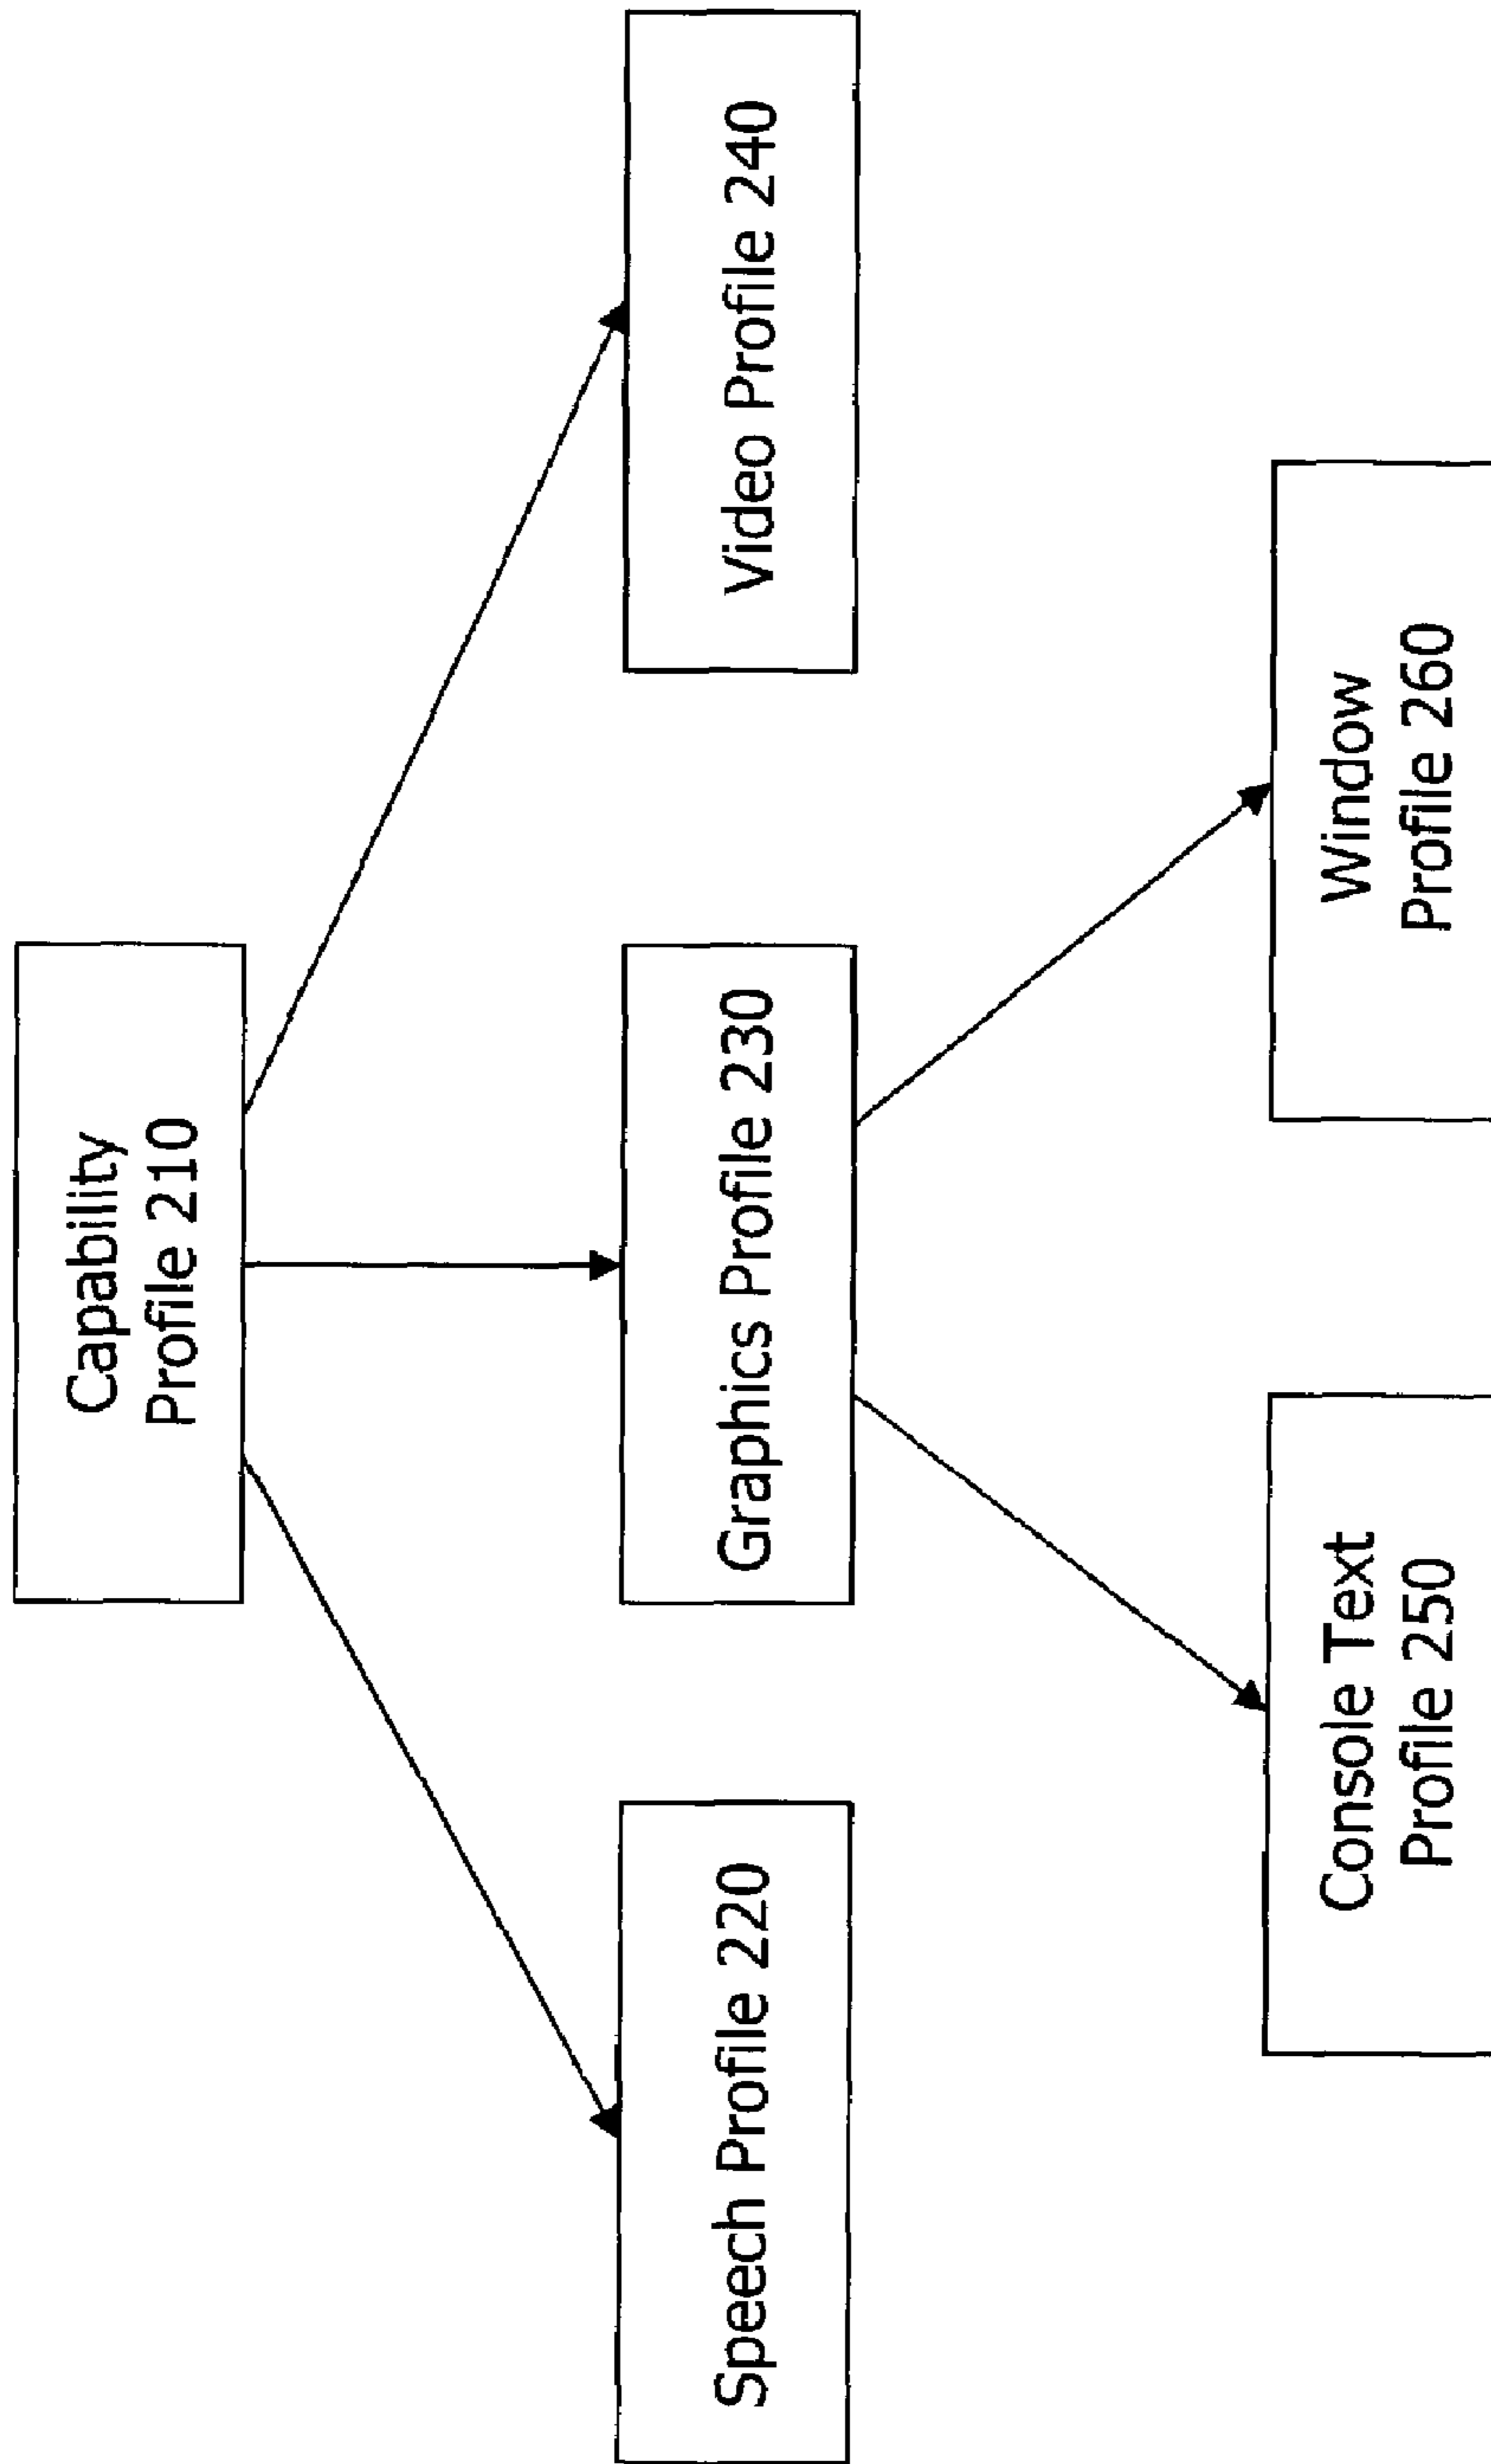 Capability
Profile 210
Speech Profile 220
Graphics Profile 230
Video Profile 240
Console Text
Profile 250
Window
Profile 260